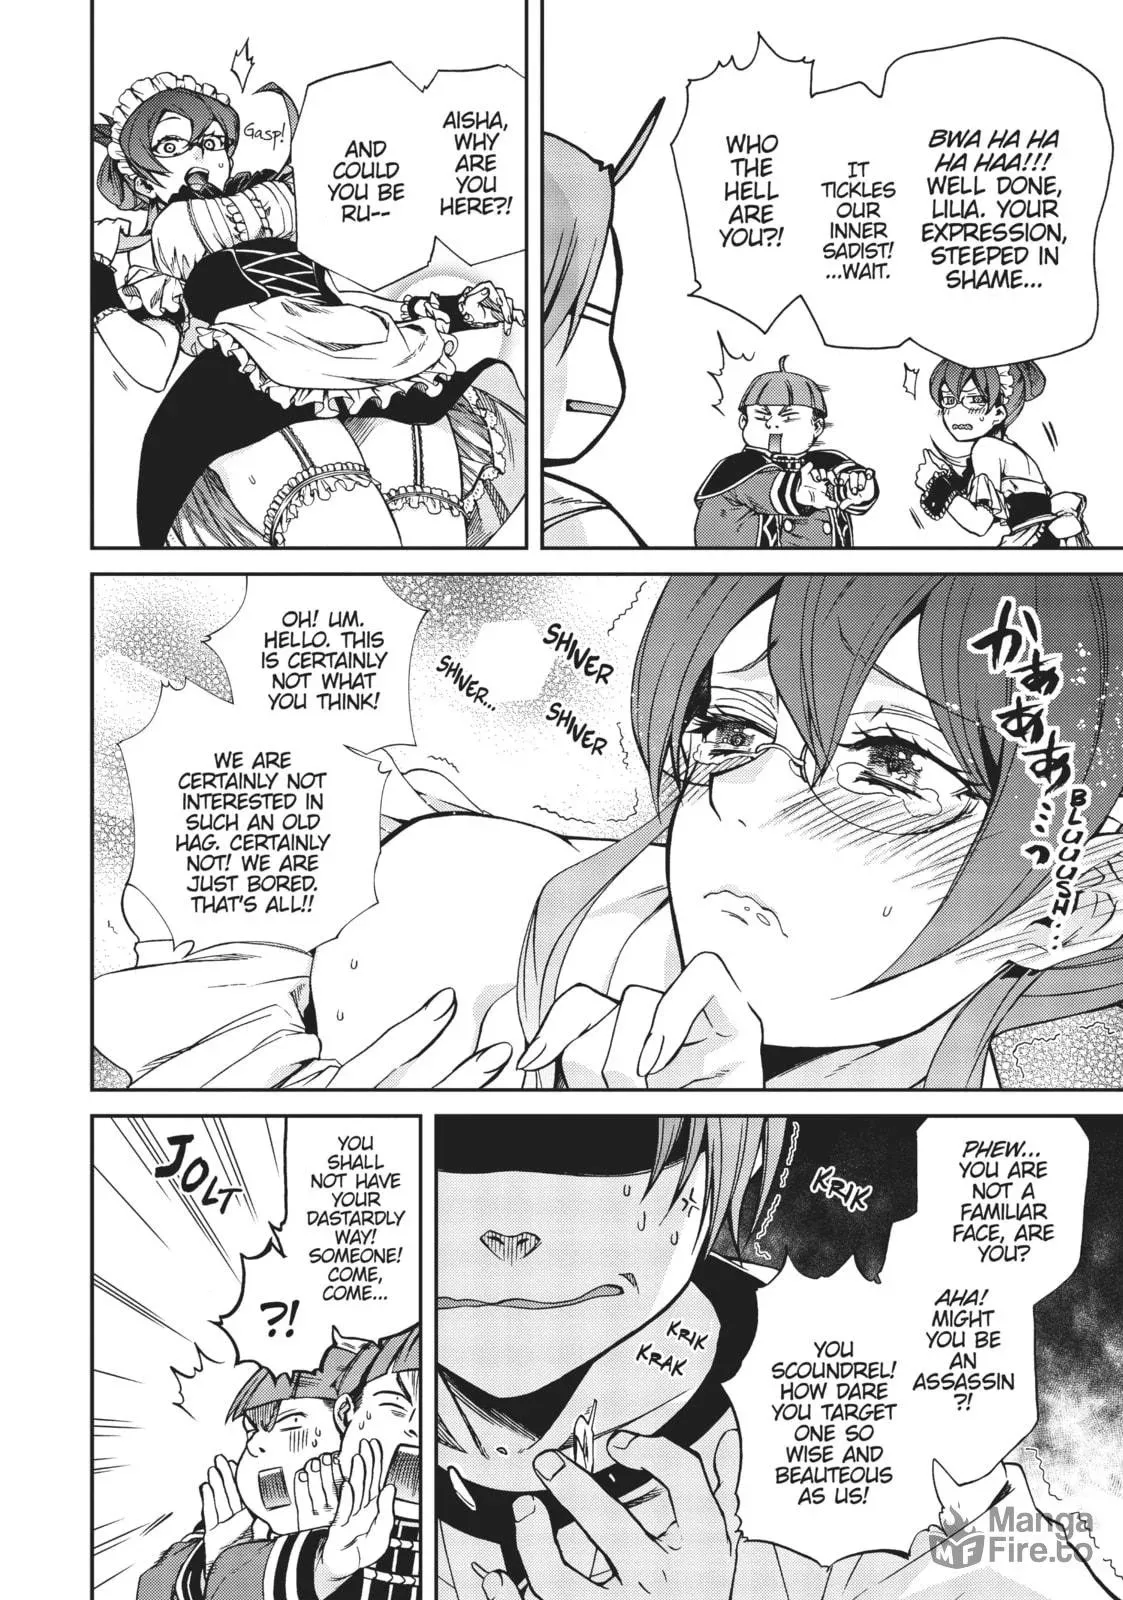 BWA HA HA
HA HAA!!!
WELL DONE,
LILIA. YOUR
EXPRESSION,
STEEPED IN
SHAME...
IT
TICKLES
OUR
INNER
SADIST!
...WAIT.
WHO
THE
HELL
ARE
YOU?!
AISHA,
WHY
ARE
YOU
HERE?!
AND
COULD
YOU BE
RU--
Gasp!
かぁぁぁぁ…っ
BLUUUSH...
SHIVER
SHIVER
SHIVER...
OH! UM.
HELLO. THIS
IS CERTAINLY
NOT WHAT
YOU THINK!
WE ARE
CERTAINLY NOT
INTERESTED IN
SUCH AN OLD
HAG. CERTAINLY
NOT! WE ARE
JUST BORED.
THAT'S ALL!!
PHEW...
YOU ARE
NOT A
FAMILIAR
FACE, ARE
YOU?
AHA!
MIGHT
YOU BE
AN
ASSASSIN
?!
KRIK
YOU
SCOUNDREL!
HOW DARE
YOU TARGET
ONE SO
WISE AND
BEAUTEOUS
AS US!
KRIK
KRAK
YOU
SHALL
NOT HAVE
YOUR
DASTARDLY
WAY!
SOMEONE!
COME,
COME...
?!
JOLT
Manga
Fire.to
MF